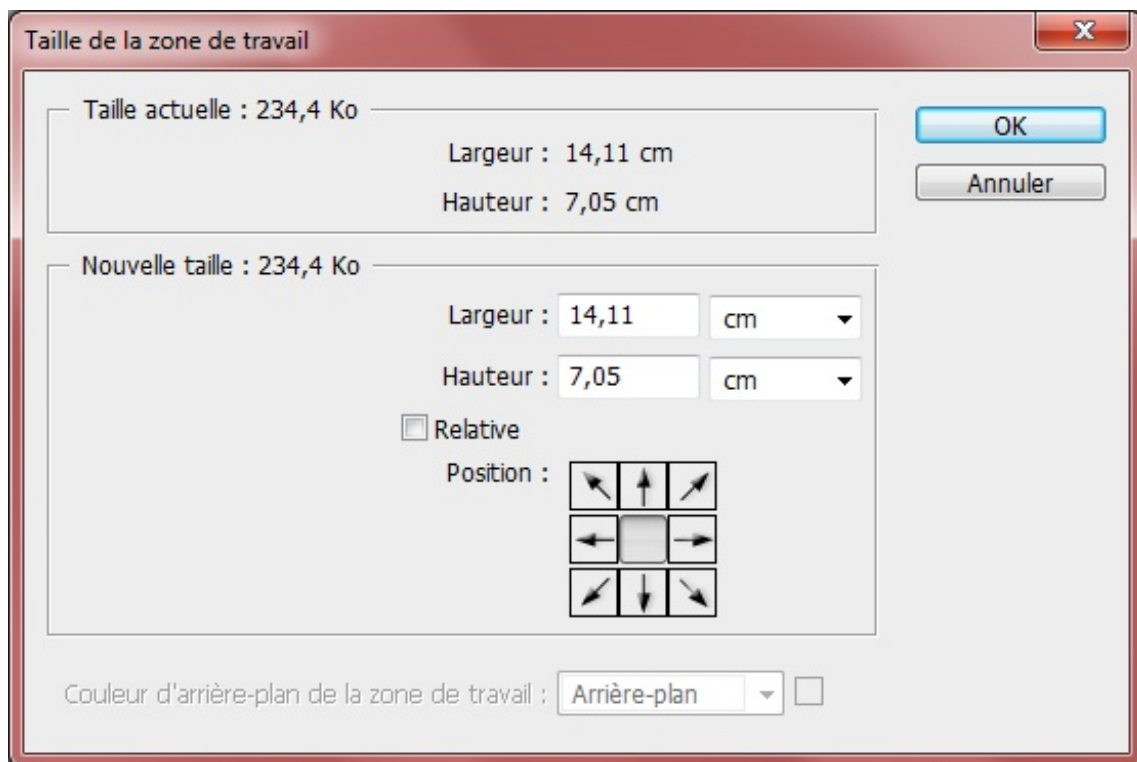 Taille de la zone de travail
Taille actuelle : 234,4 Ko
OK
Largeur : 14,11 cm
Annuler
Hauteur : 7,05 cm
Nouvelle taille : 234,4 Ko
Largeur : 14,11 cm
Hauteur : 7,05 cm
Relative
Position :
Couleur d'arrière-plan de la zone de travail : Arrière-plan